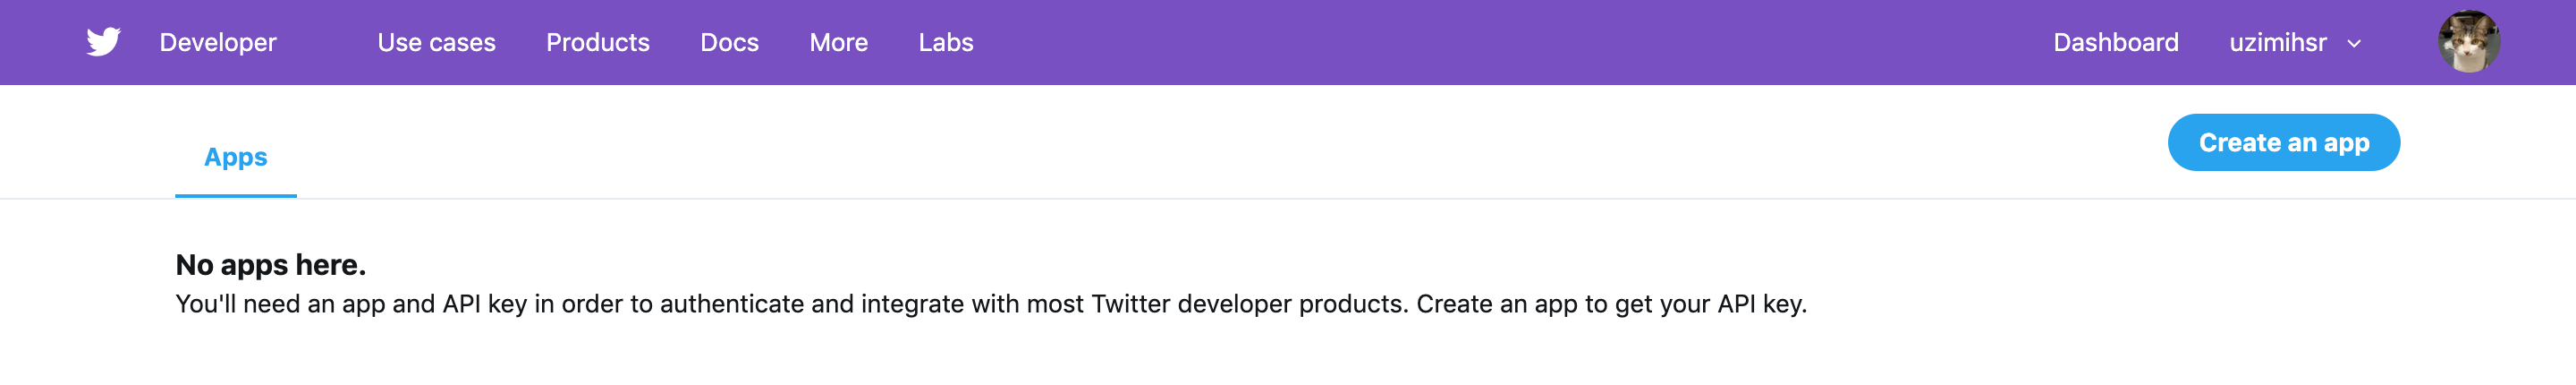 Developer Use cases Products Docs More Labs Dashboard uzimihsr
Apps Create an app
No apps here.
You'll need an app and API key in order to authenticate and integrate with most Twitter developer products. Create an app to get your API key.